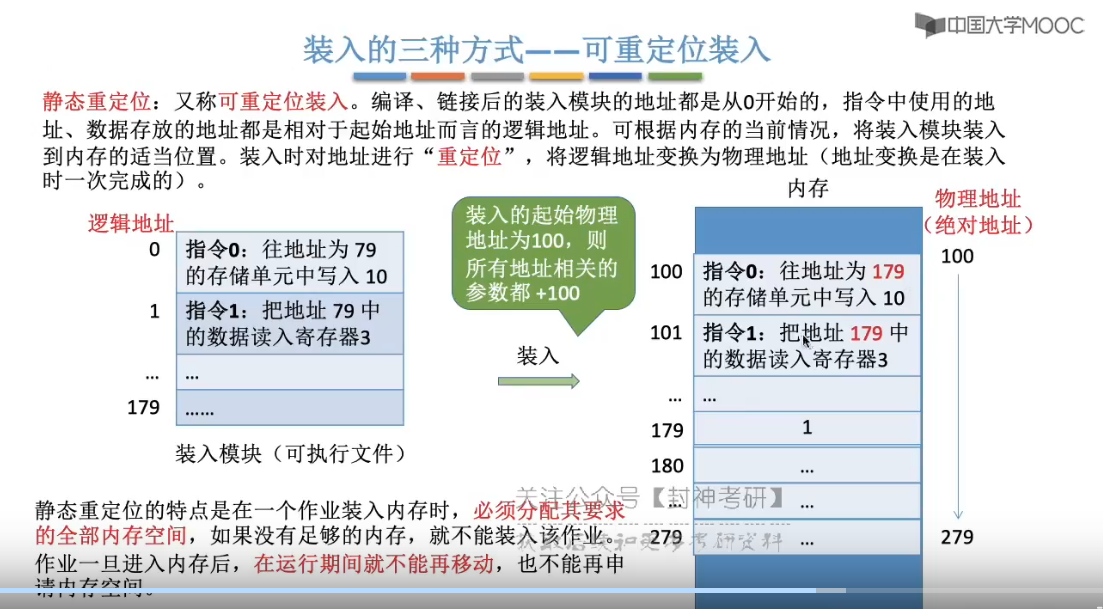 中国大学MOOC
装入的三种方式——可重定位装入
静态重定位：又称可重定位装入。编译、链接后的装入模块的地址都是从0开始的，指令中使用的地
址、数据存放的地址都是相对于起始地址而言的逻辑地址。可根据内存的当前情况，将装入模块装入
到内存的适当位置。装入时对地址进行“重定位”，将逻辑地址变换为物理地址（地址变换是在装入
时一次完成的）。
逻辑地址
0
指令0：往地址为 79
的存储单元中写入 10
1
指令1：把地址 79 中
的数据读入寄存器3
...
...
179
......
装入模块（可执行文件）
装入的起始物理
地址为100，则
所有地址相关的
参数都 +100
装入
内存
物理地址
（绝对地址）
100
指令0：往地址为 179
的存储单元中写入 10
101
指令1：把地址 179 中
的数据读入寄存器3
...
...
179
1
180
...
...
...
279
...
100
279
静态重定位的特点是在一个作业装入内存时，必须分配其要求
的全部内存空间，如果没有足够的内存，就不能装入该作业。
作业一旦进入内存后，在运行期间就不能再移动，也不能再申
请内存空间。
关注公众号【封神考研】